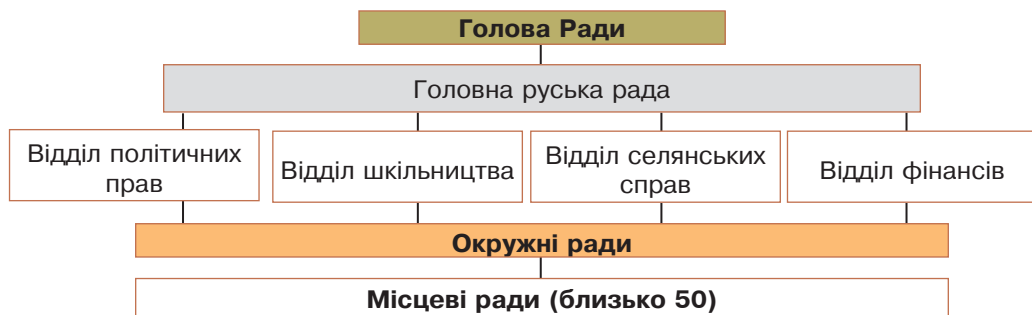 Голова Ради
Головна руська рада
Відділ політичних
прав
Відділ шкільництва
Відділ селянських
справ
Відділ фінансів
Окружні ради
Місцеві ради (близько 50)